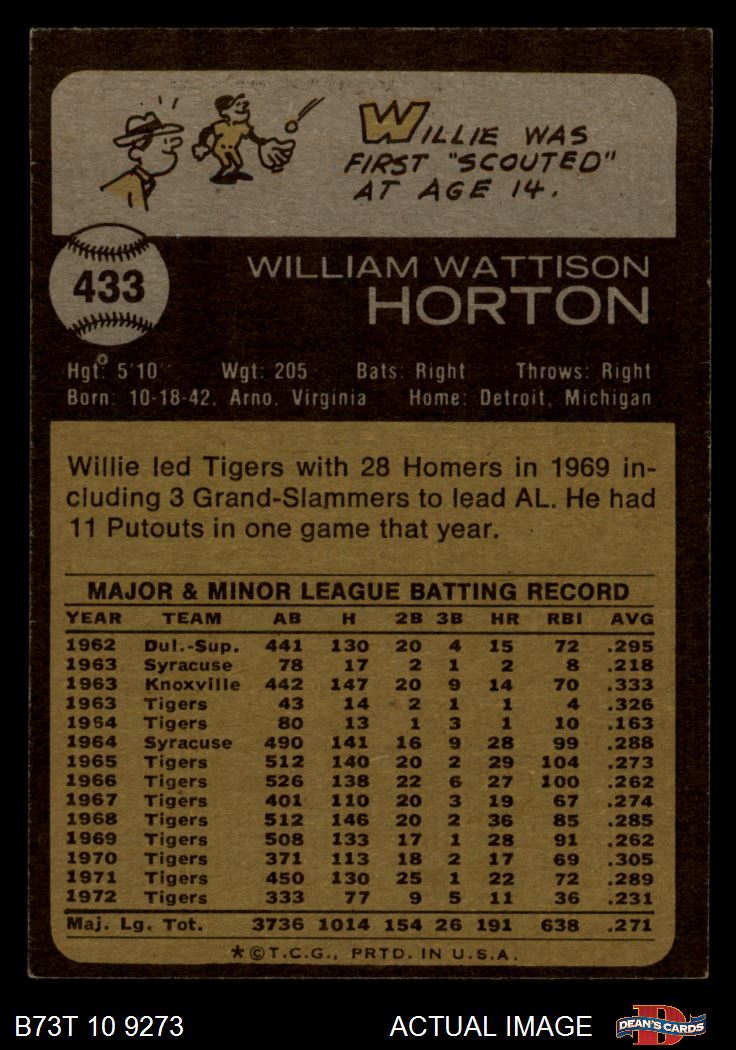 WILLIE WAS
FIRST "SCOUTED"
AT AGE 14.
433
WILLIAM WATTISON
HORTON
Hgt: 5'10" Wgt: 205 Bats: Right Throws: Right
Born: 10-18-42, Arno, Virginia Home: Detroit, Michigan
Willie led Tigers with 28 Homers in 1969 in-
cluding 3 Grand-Slammers to lead AL. He had
11 Putouts in one game that year.
MAJOR & MINOR LEAGUE BATTING RECORD
YEAR TEAM AB H 2B 3B HR RBI AVG
1962 Dul.-Sup. 441 130 20 4 15 72 .295
1963 Syracuse 78 17 2 1 2 8 .218
1963 Knoxville 442 147 20 9 14 70 .333
1963 Tigers 43 14 2 1 1 4 .326
1964 Tigers 80 13 1 3 1 10 .163
1964 Syracuse 490 141 16 9 28 99 .288
1965 Tigers 512 140 20 2 29 104 .273
1966 Tigers 526 138 22 6 27 100 .262
1967 Tigers 401 110 20 3 19 67 .274
1968 Tigers 512 146 20 2 36 85 .285
1969 Tigers 508 133 17 1 28 91 .262
1970 Tigers 371 113 18 2 17 69 .305
1971 Tigers 450 130 25 1 22 72 .289
1972 Tigers 333 77 9 5 11 36 .231
Maj. Lg. Tot. 3736 1014 154 26 191 638 .271
*©T.C.G., PRTD. IN U.S.A.
B73T 10 9273 ACTUAL IMAGE
D
DEAN'S CARDS